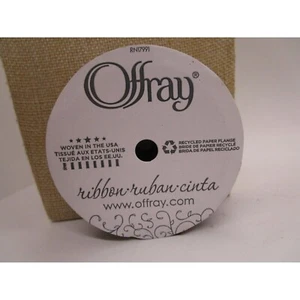 RN17991
Offray®
WOVEN IN THE USA
TISSUÉ AUX ETATS-UNIS
TEJIDA EN LOS EE.UU.
RECYCLED PAPER FLANGE
BRIDE DE PAPIER RECYCLÉ
BRIDA DE PAPEL RECICLADO
ribbon·ruban·cinta
www.offray.com